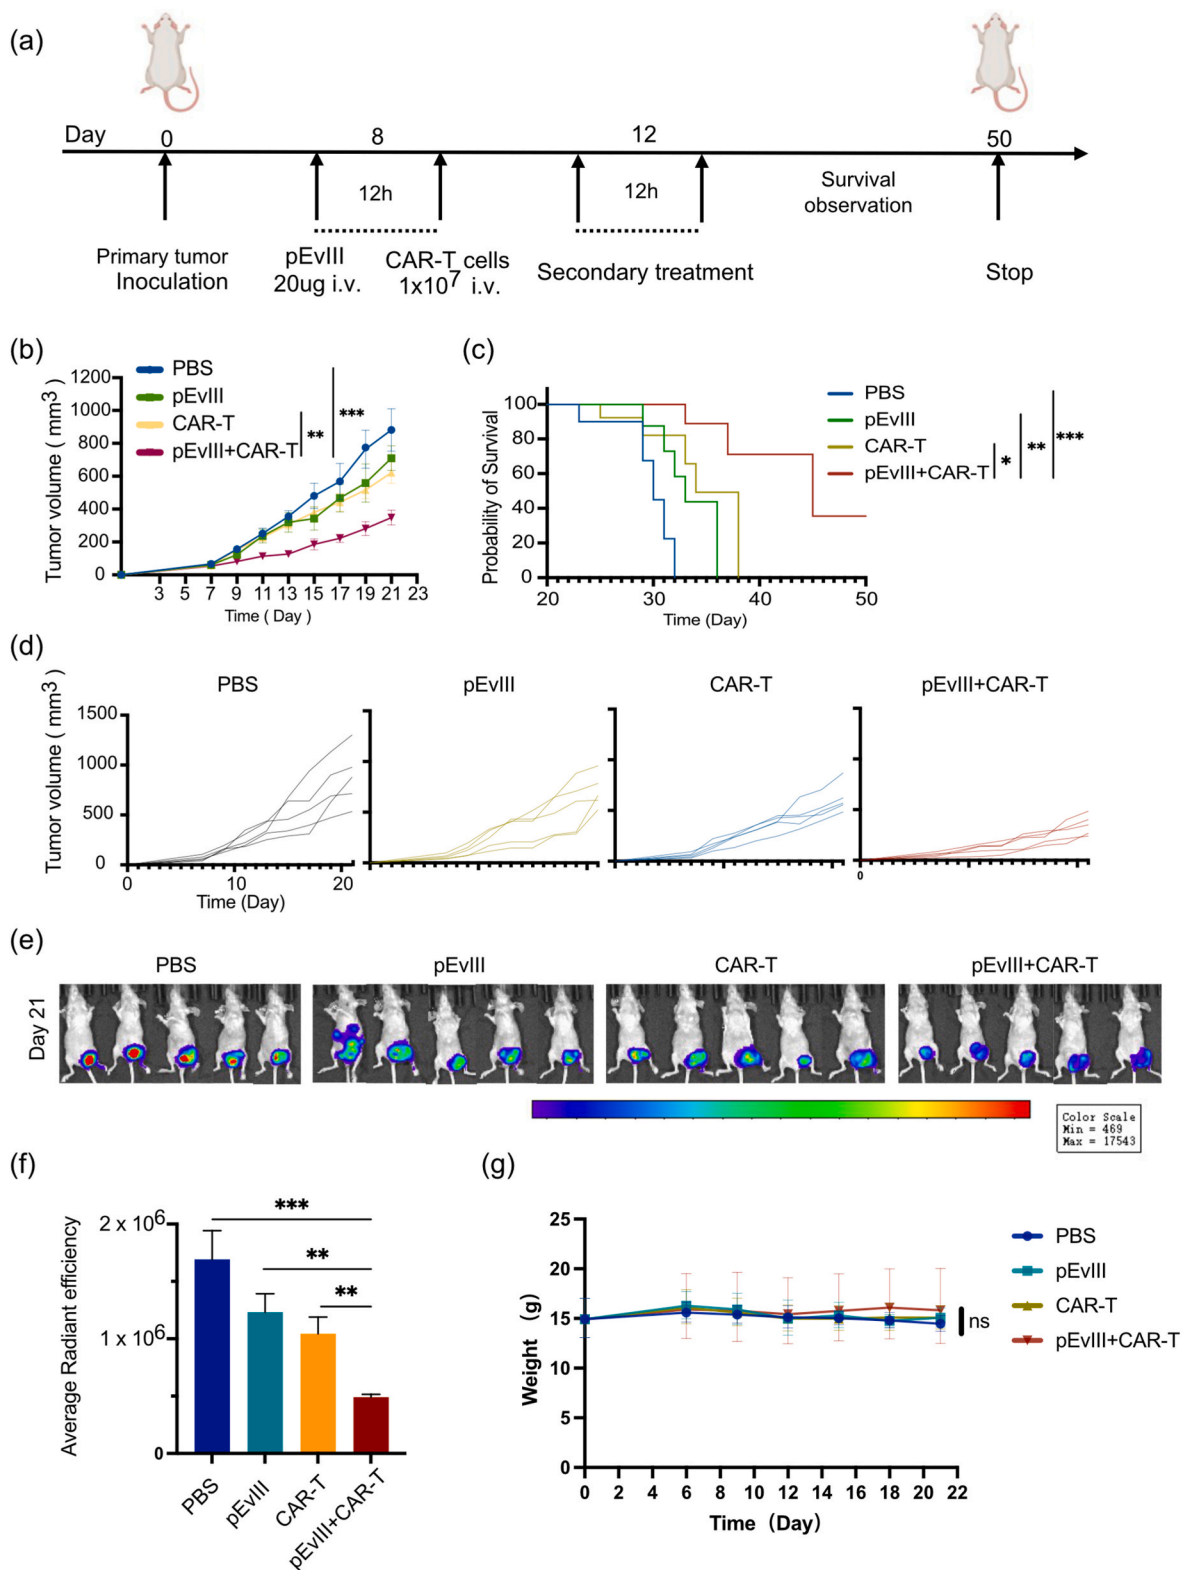 (a)
Day 0 8 12 50
12h 12h Survival
observation
Primary tumor
Inoculation
pEvIII
20ug i.v.
CAR-T cells
1x10⁷ i.v.
Secondary treatment
Stop
(b)
PBS
pEvIII
CAR-T
pEvIII+CAR-T
**
***
Tumor volume ( mm³ )
1200
1000
800
600
400
200
0
3 5 7 9 11 13 15 17 19 21 23
Time ( Day )
(c)
PBS
pEvIII
CAR-T
pEvIII+CAR-T
*
**
***
Probability of Survival
100
80
60
40
20
0
20 30 40 50
Time (Day)
(d)
PBS pEvIII CAR-T pEvIII+CAR-T
Tumor volume ( mm3 )
1500
1000
500
0
0 10 20
Time (Day)
0
(e)
PBS pEvIII CAR-T pEvIII+CAR-T
Day 21
Color Scale
Min = 469
Max = 17543
(f)
***
**
**
Average Radiant efficiency
2 x 10⁶
1 x 10⁶
0
PBS
pEvIII
CAR-T
pEvIII+CAR-T
(g)
PBS
pEvIII
CAR-T
pEvIII+CAR-T
ns
Weight (g)
25
20
15
10
5
0
0 2 4 6 8 10 12 14 16 18 20 22
Time (Day)